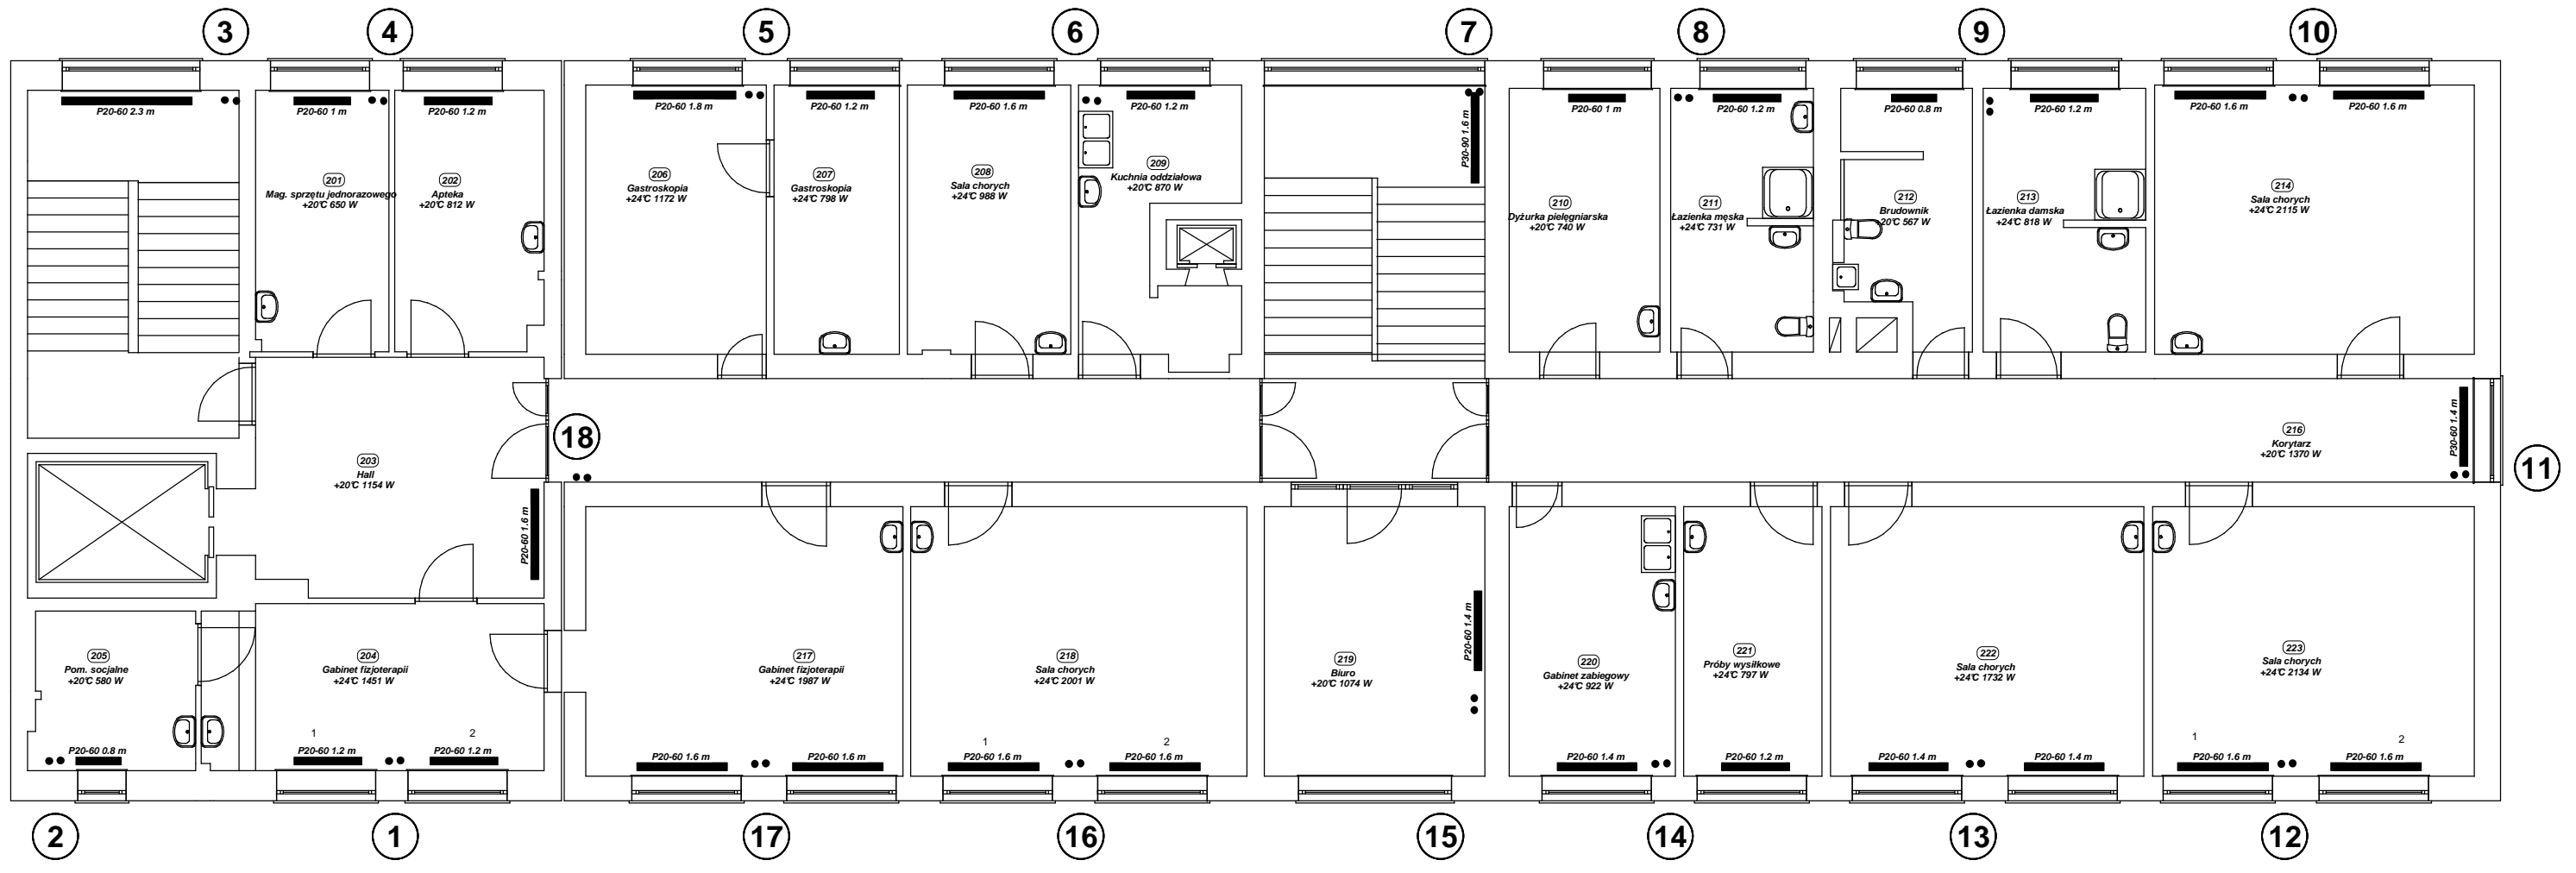 3
4
5
6
7
8
9
10
P20-60 2.3 m
P20-60 1 m
P20-60 1.2 m
P20-60 1.8 m
P20-60 1.2 m
P20-60 1.6 m
P20-60 1.2 m
P30-90 1.6 m
P20-60 1 m
P20-60 1.2 m
P20-60 0.8 m
P20-60 1.2 m
P20-60 1.6 m
P20-60 1.6 m
201
Mag. sprzętu jednorazowego
+20°C 650 W
202
Apteka
+20°C 812 W
206
Gastroskopia
+24°C 1172 W
207
Gastroskopia
+24°C 798 W
208
Sala chorych
+24°C 988 W
209
Kuchnia oddziałowa
+20°C 870 W
210
Dyżurka pielęgniarska
+20°C 740 W
211
Łazienka męska
+24°C 731 W
212
Brudownik
+20°C 567 W
213
Łazienka damska
+24°C 818 W
214
Sala chorych
+24°C 2115 W
203
Hall
+20°C 1154 W
P20-60 1.6 m
18
216
Korytarz
+20°C 1370 W
P30-60 1.4 m
11
205
Pom. socjalne
+20°C 580 W
204
Gabinet fizjoterapii
+24°C 1451 W
217
Gabinet fizjoterapii
+24°C 1987 W
218
Sala chorych
+24°C 2001 W
219
Biuro
+20°C 1074 W
P20-60 1.4 m
220
Gabinet zabiegowy
+24°C 922 W
221
Próby wysiłkowe
+24°C 797 W
222
Sala chorych
+24°C 1732 W
223
Sala chorych
+24°C 2134 W
1
2
1
2
1
2
P20-60 0.8 m
P20-60 1.2 m
P20-60 1.2 m
P20-60 1.6 m
P20-60 1.6 m
P20-60 1.6 m
P20-60 1.6 m
P20-60 1.4 m
P20-60 1.2 m
P20-60 1.4 m
P20-60 1.4 m
P20-60 1.6 m
P20-60 1.6 m
2
1
17
16
15
14
13
12